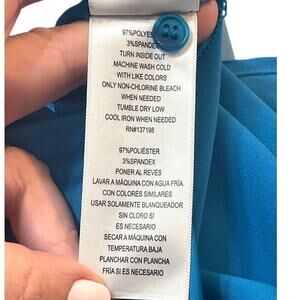 97%POLYES
3%SPANDEX
TURN INSIDE OUT
MACHINE WASH COLD
WITH LIKE COLORS
ONLY NON-CHLORINE BLEACH
WHEN NEEDED
TUMBLE DRY LOW
COOL IRON WHEN NEEDED
RN#137198
97%POLIÉSTER
3%SPANDEX
PONER AL REVÉS
LAVAR A MÁQUINA CON AGUA FRÍA
CON COLORES SIMILARES
USAR SOLAMENTE BLANQUEADOR
SIN CLORO SI
ES NECESARIO
SECAR A MÁQUINA CON
TEMPERATURA BAJA
PLANCHAR CON PLANCHA
FRÍA SI ES NECESARIO